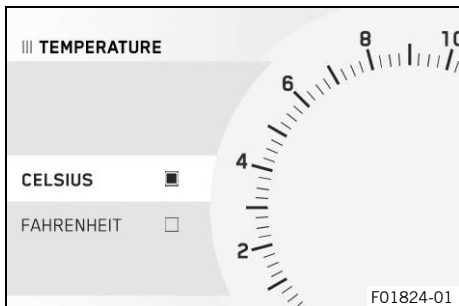 TEMPERATURE
8
10
6
CELSIUS
4
FAHRENHEIT
2
F01824-01